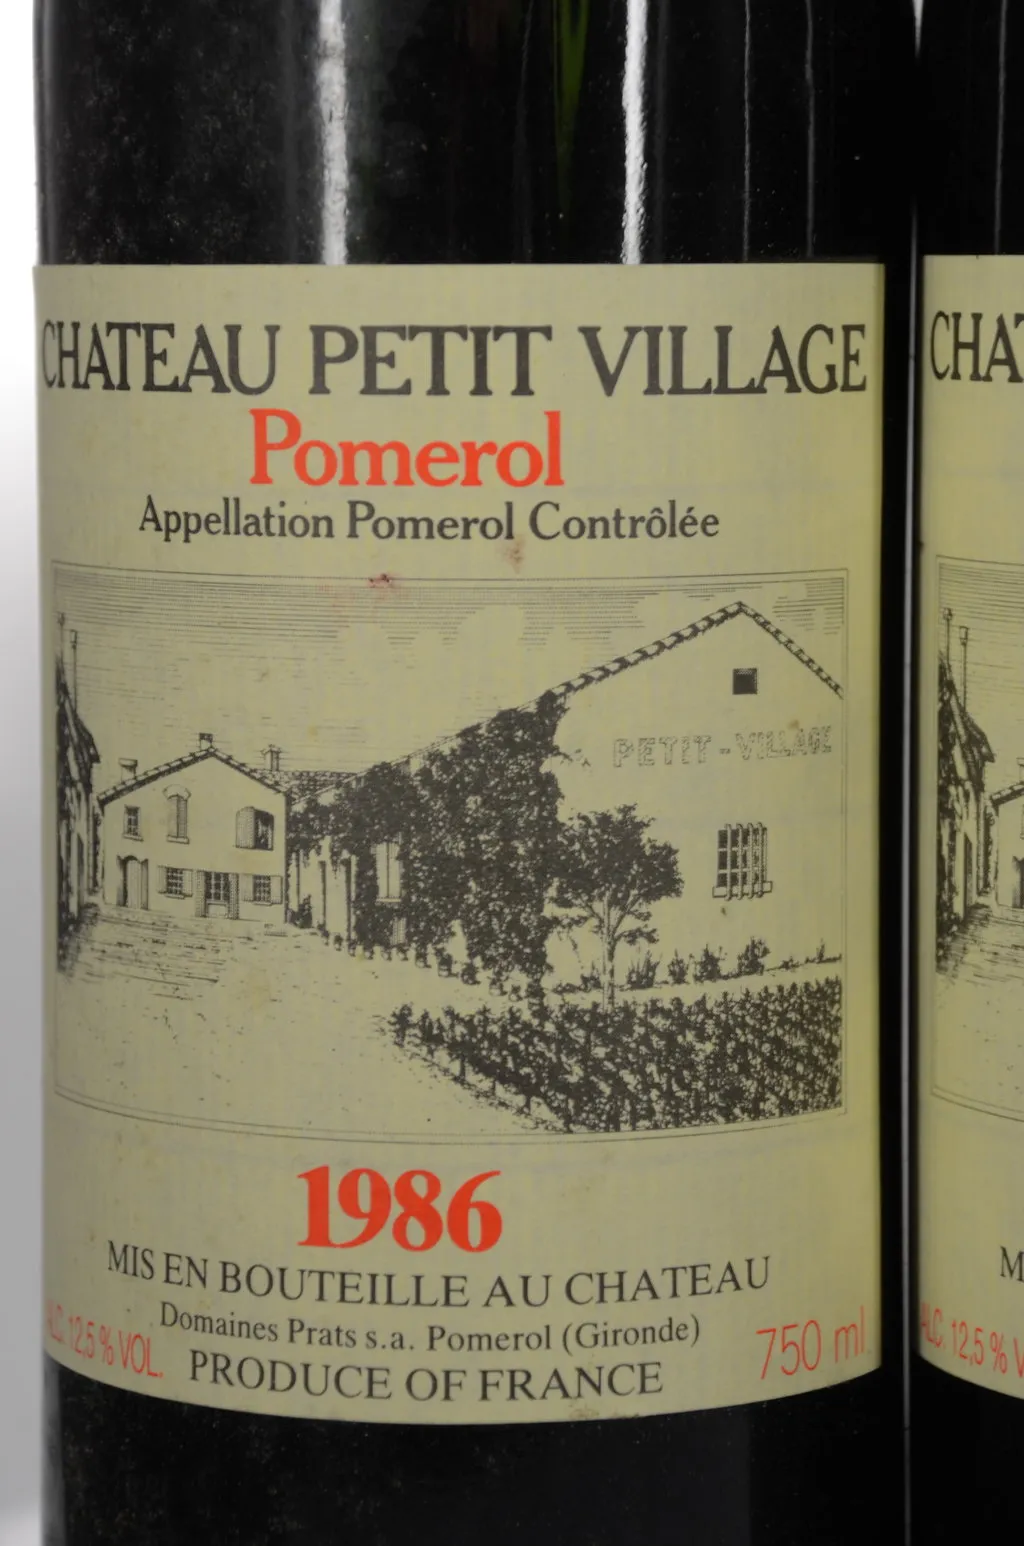 CHATEAU PETIT VILLAGE
Pomerol
Appellation Pomerol Contrôlée
PETIT-VILLAGE
1986
MIS EN BOUTEILLE AU CHATEAU
Domaines Prats s.a. Pomerol (Gironde)
ALC. 12,5 % VOL.
PRODUCE OF FRANCE
750 ml
CHAT
M
ALC. 12,5 % V